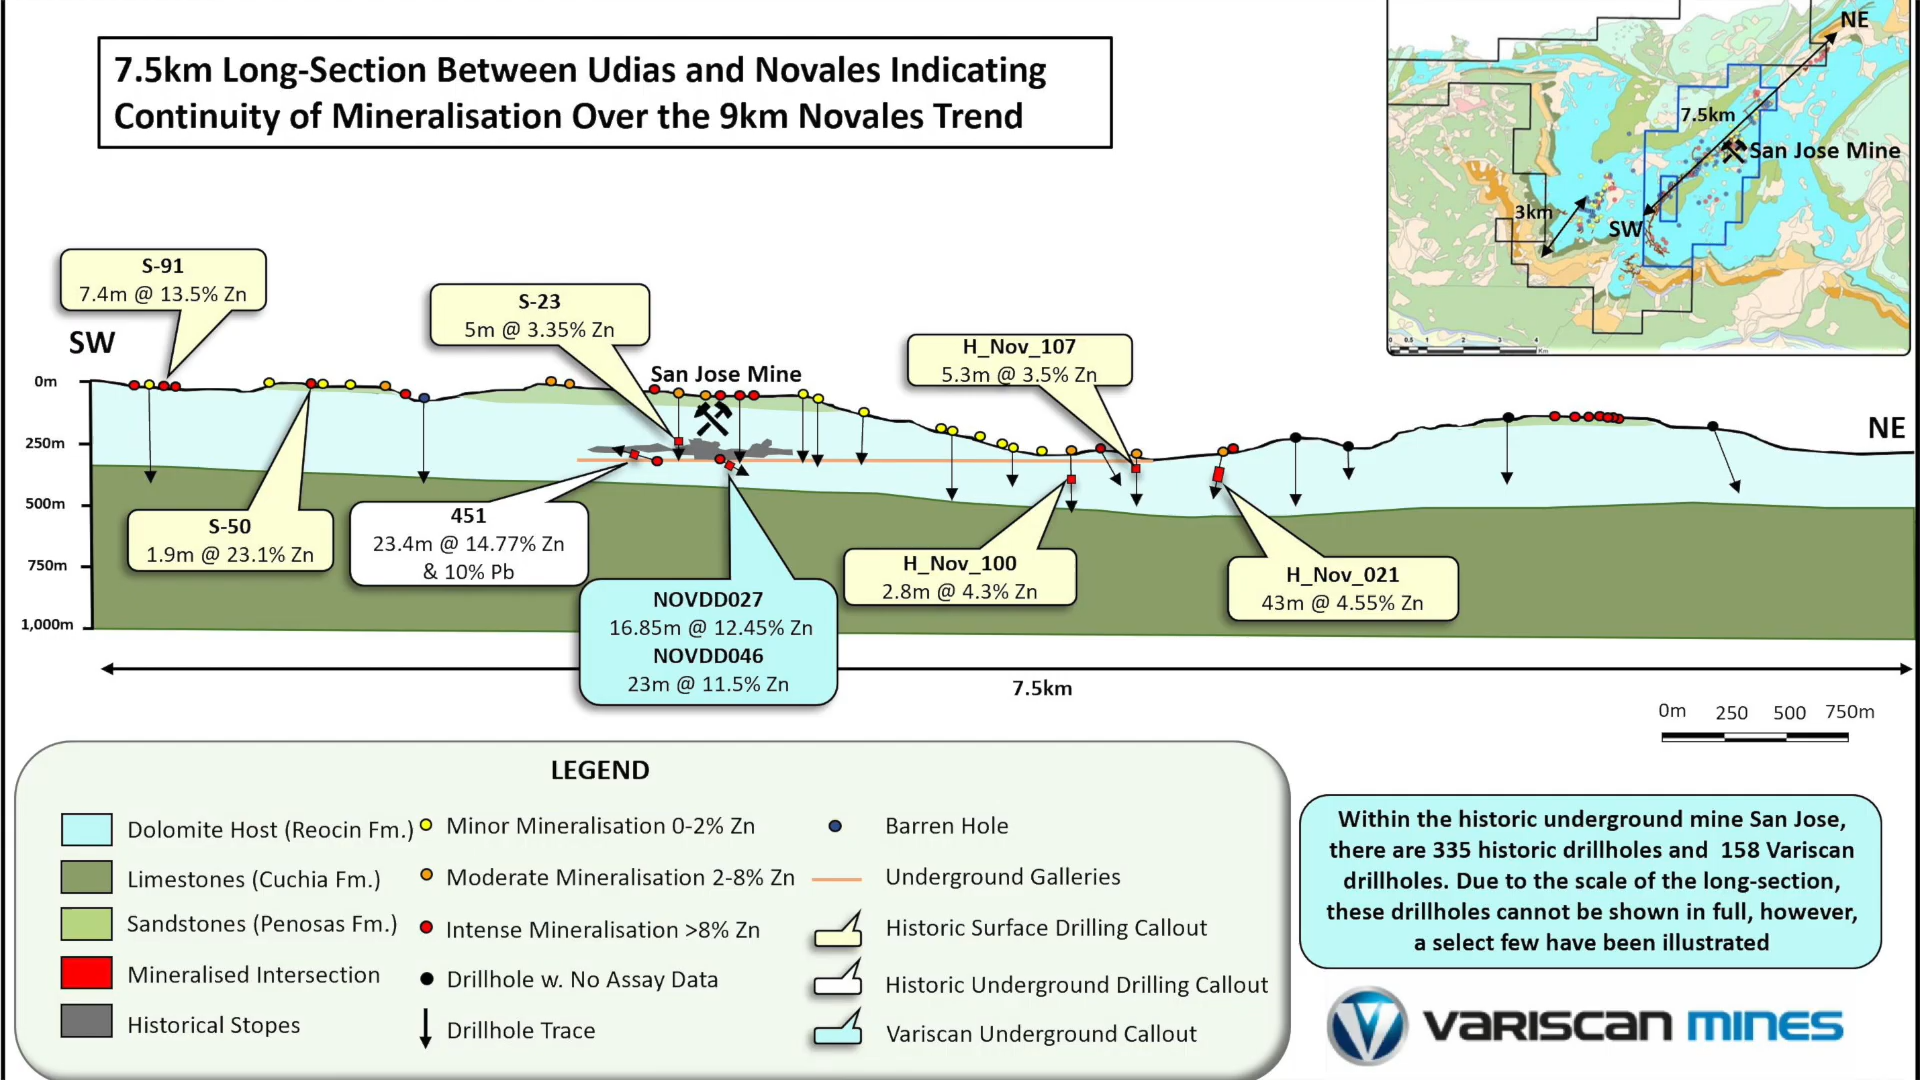 7.5km Long-Section Between Udias and Novales Indicating
Continuity of Mineralisation Over the 9km Novales Trend
NE
7.5km
San Jose Mine
3km
SW
0 0.5 1 2 3 4
Km
S-91
7.4m @ 13.5% Zn
S-23
5m @ 3.35% Zn
H_Nov_107
5.3m @ 3.5% Zn
SW
San Jose Mine
NE
0m
250m
500m
750m
1,000m
S-50
1.9m @ 23.1% Zn
451
23.4m @ 14.77% Zn
& 10% Pb
NOVDD027
16.85m @ 12.45% Zn
NOVDD046
23m @ 11.5% Zn
H_Nov_100
2.8m @ 4.3% Zn
H_Nov_021
43m @ 4.55% Zn
7.5km
0m 250 500 750m
LEGEND
Dolomite Host (Reocin Fm.)
Limestones (Cuchia Fm.)
Sandstones (Penosas Fm.)
Mineralised Intersection
Historical Stopes
Minor Mineralisation 0-2% Zn
Moderate Mineralisation 2-8% Zn
Intense Mineralisation >8% Zn
Drillhole w. No Assay Data
Drillhole Trace
Barren Hole
Underground Galleries
Historic Surface Drilling Callout
Historic Underground Drilling Callout
Variscan Underground Callout
Within the historic underground mine San Jose,
there are 335 historic drillholes and 158 Variscan
drillholes. Due to the scale of the long-section,
these drillholes cannot be shown in full, however,
a select few have been illustrated
VARISCAN MINES